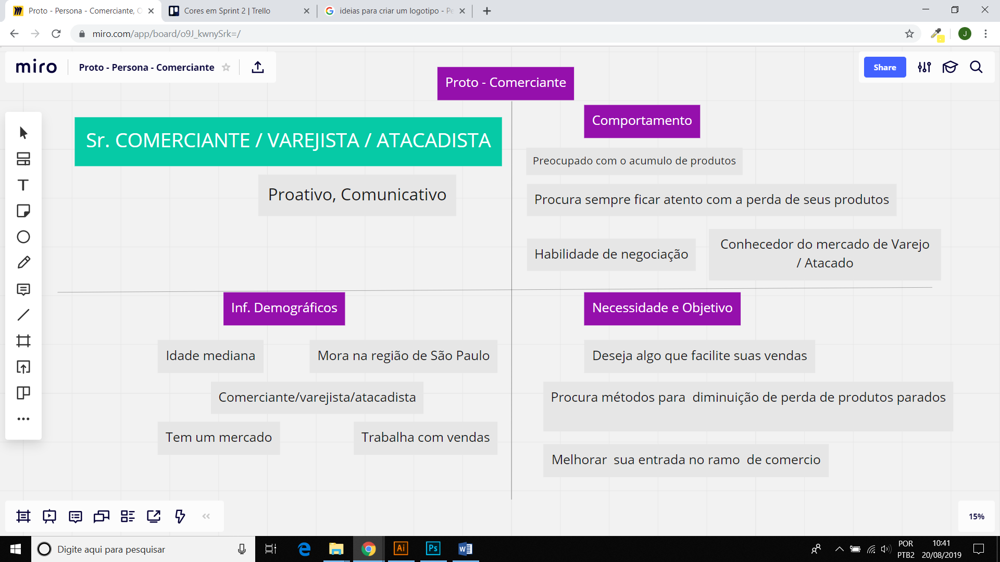 Proto - Persona - Comerciante, O
Cores em Sprint 2 | Trello
ideias para criar um logotipo - Pe
miro.com/app/board/o9J_kwnySrk=/
J
miro
Proto - Persona - Comerciante
Share
Proto - Comerciante
Sr. COMERCIANTE / VAREJISTA / ATACADISTA
Proativo, Comunicativo
Comportamento
Preocupado com o acumulo de produtos
Procura sempre ficar atento com a perda de seus produtos
Habilidade de negociação
Conhecedor do mercado de Varejo
/ Atacado
Inf. Demográficos
Idade mediana
Mora na região de São Paulo
Comerciante/varejista/atacadista
Tem um mercado
Trabalha com vendas
Necessidade e Objetivo
Deseja algo que facilite suas vendas
Procura métodos para  diminuição de perda de produtos parados
Melhorar  sua entrada no ramo  de comercio
15%
Digite aqui para pesquisar
Ai
Ps
POR
PTB2
10:41
20/08/2019